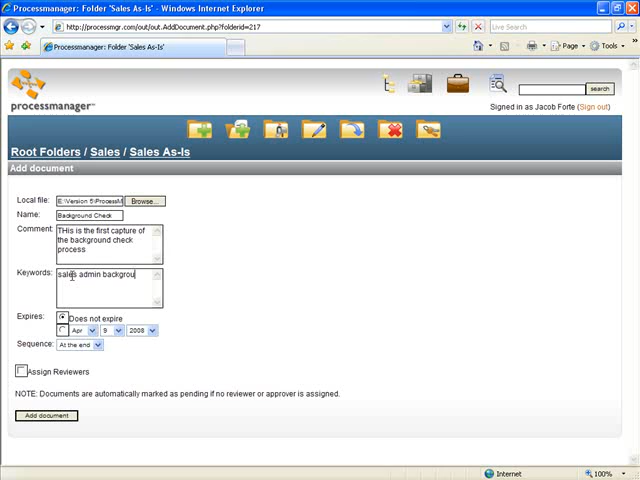 Processmanager: Folder 'Sales As-Is' - Windows Internet Explorer
http://processmgr.com/out/out.AddDocument.php?folderid=217
Live Search
Processmanager: Folder 'Sales As-Is'
Page
Tools
processmanager
search
Signed in as Jacob Forte (Sign out)
Root Folders / Sales / Sales As-Is
Add document
Local file: E:\Version 5\ProcessM Browse...
Name: Background Check
Comment: THis is the first capture of
the background check
process
Keywords: sales admin backgrou
Expires: Does not expire
Apr 9 2008
Sequence: At the end
Assign Reviewers
NOTE: Documents are automatically marked as pending if no reviewer or approver is assigned.
Add document
Internet
100%